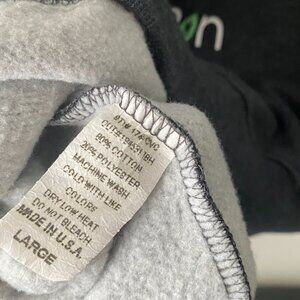 80% COTTON
20% POLYESTER
MACHINE WASH
COLD WITH LIKE
COLORS
DRY LOW HEAT
DO NOT BLEACH
MADE IN U.S.A.
LARGE